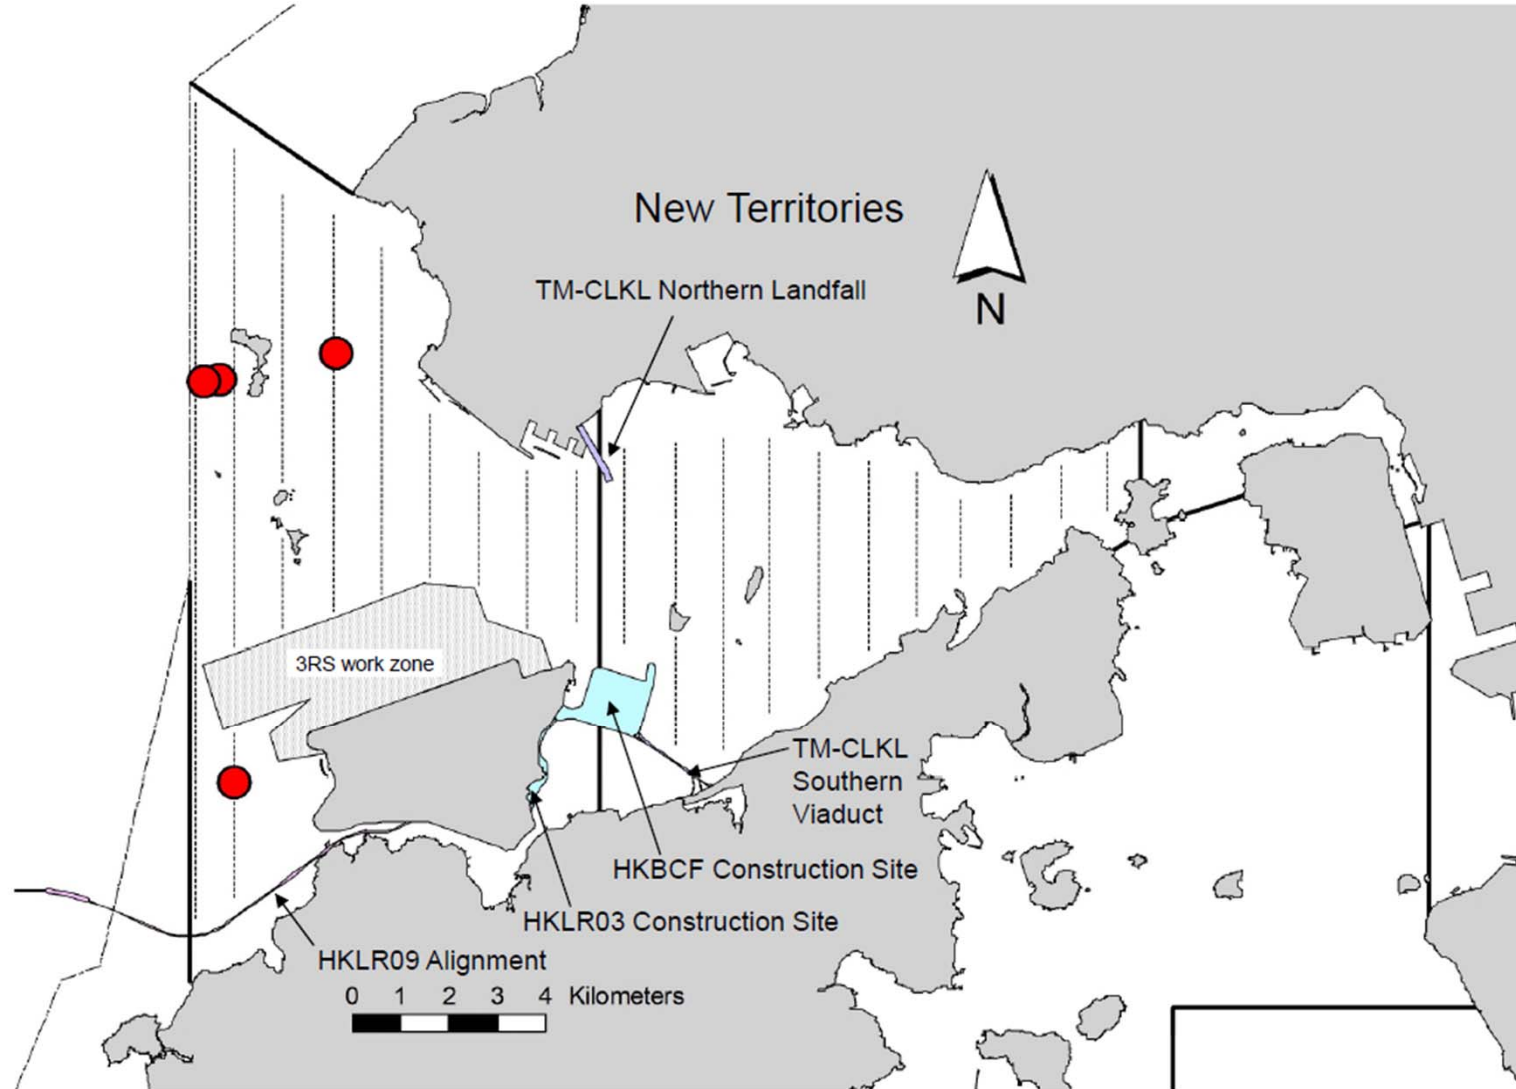 New Territories
TM-CLKL Northern Landfall
N
3RS work zone
TM-CLKL
Southern
Viaduct
HKBCF Construction Site
HKLR03 Construction Site
HKLR09 Alignment
0 1 2 3 4 Kilometers